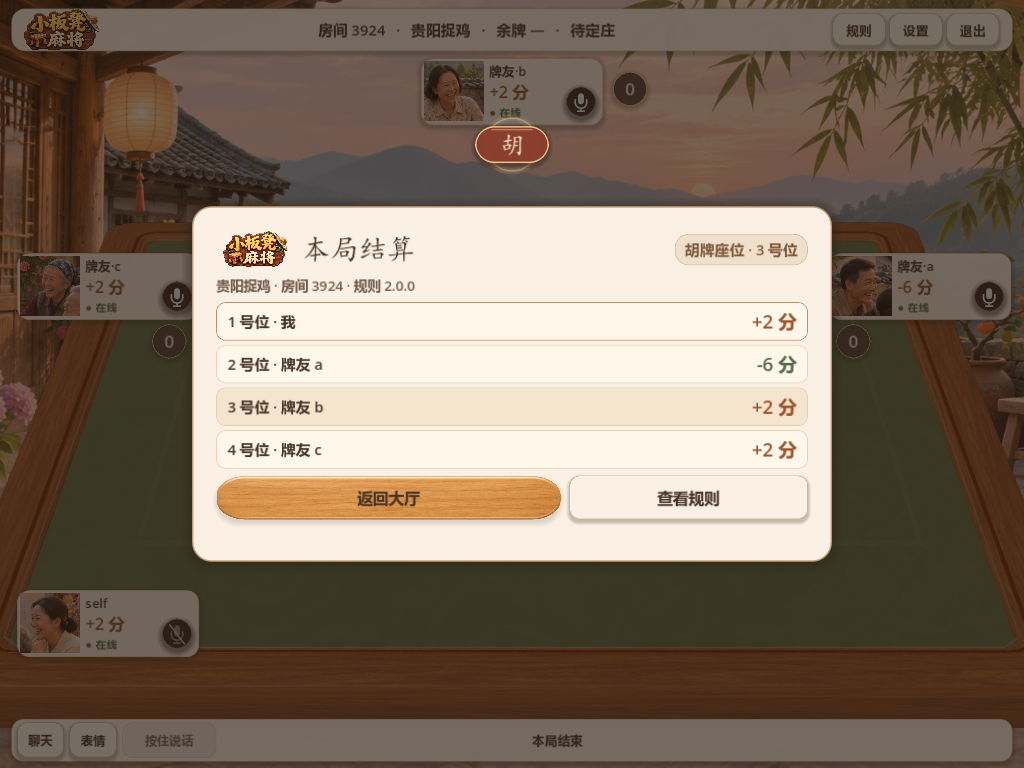 小板凳
麻将
房间 3924 · 贵阳捉鸡 · 余牌 — · 待定庄
规则
设置
退出
牌友·b
+2 分
• 在线
0
胡
牌友·c
+2 分
• 在线
0
牌友·a
-6 分
• 在线
0
小板凳
麻将
本局结算
胡牌座位 · 3 号位
贵阳捉鸡 · 房间 3924 · 规则 2.0.0
1 号位 · 我
+2 分
2 号位 · 牌友 a
-6 分
3 号位 · 牌友 b
+2 分
4 号位 · 牌友 c
+2 分
返回大厅
查看规则
self
+2 分
• 在线
聊天
表情
按住说话
本局结束